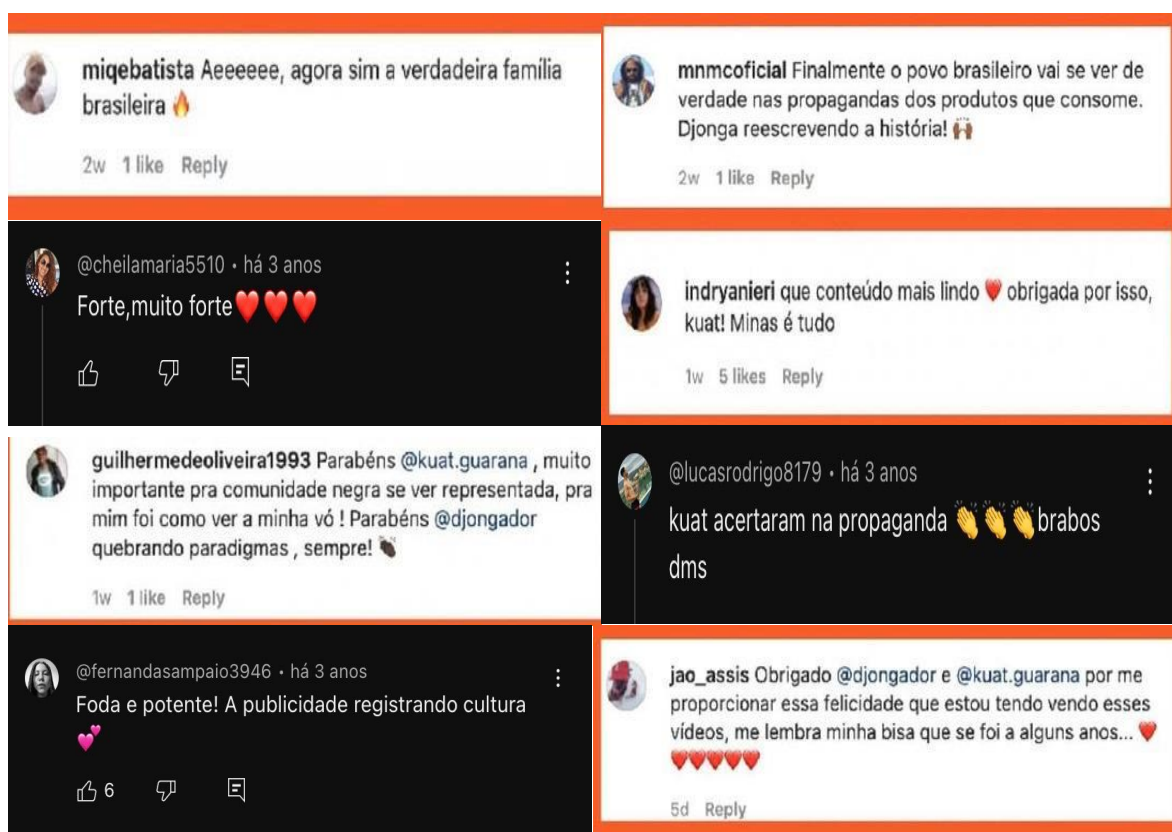 miqebatista Aeeeeee, agora sim a verdadeira família
brasileira 🔥
2w 1 like Reply
mnmcoficial Finalmente o povo brasileiro vai se ver de
verdade nas propagandas dos produtos que consome.
Djonga reescrevendo a história! 🙌🏾
2w 1 like Reply
@cheilamaria5510 • há 3 anos
Forte,muito forte❤️❤️❤️
indryanieri que conteúdo mais lindo ❤️ obrigada por isso,
kuat! Minas é tudo
1w 5 likes Reply
guilhermedeoliveira1993 Parabéns @kuat.guarana , muito
importante pra comunidade negra se ver representada, pra
mim foi como ver a minha vó ! Parabéns @djongador
quebrando paradigmas , sempre! 👏🏿
1w 1 like Reply
@lucasrodrigo8179 • há 3 anos
kuat acertaram na propaganda 👏👏👏brabos
dms
@fernandasampaio3946 • há 3 anos
Foda e potente! A publicidade registrando cultura
💕
6
jao_assis Obrigado @djongador e @kuat.guarana por me
proporcionar essa felicidade que estou tendo vendo esses
vídeos, me lembra minha bisa que se foi a alguns anos... ❤️
❤️❤️❤️❤️❤️
5d Reply